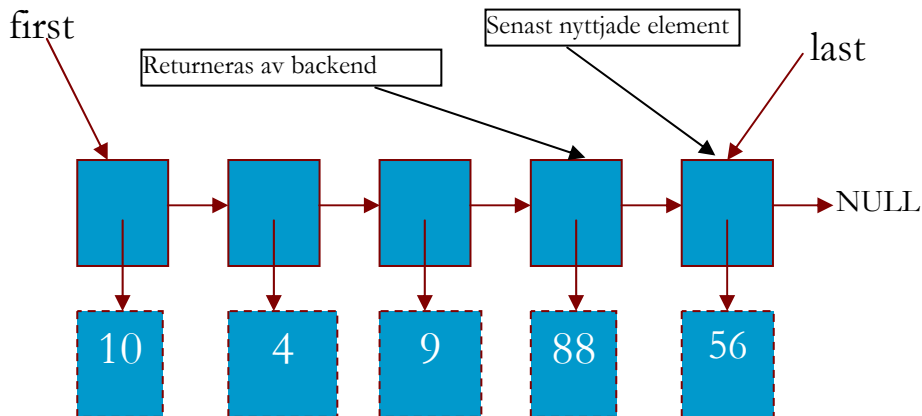 first
Senast nyttjade element
Returneras av backend
last
NULL
10
4
9
88
56